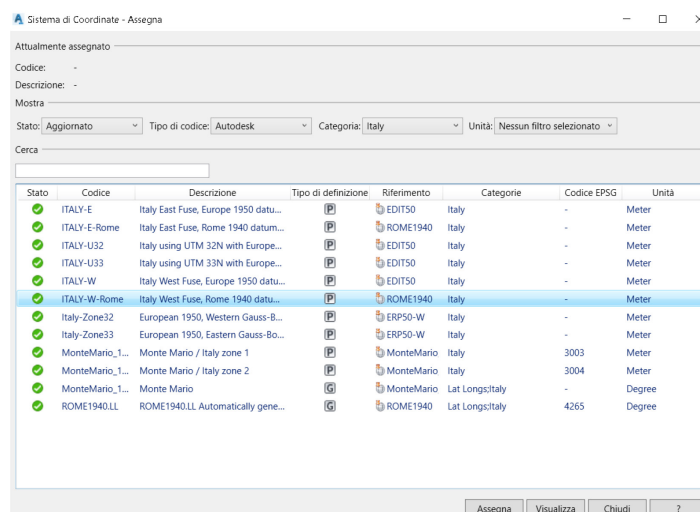 Sistema di Coordinate - Assegna
Attualmente assegnato
Codice: -
Descrizione: -
Mostra
Stato: Aggiornato Tipo di codice: Autodesk Categoria: Italy Unità: Nessun filtro selezionato
Cerca
Stato Codice Descrizione Tipo di definizione Riferimento Categorie Codice EPSG Unità
ITALY-E Italy East Fuse, Europe 1950 datu... P EDIT50 Italy - Meter
ITALY-E-Rome Italy East Fuse, Rome 1940 datum... P ROME1940 Italy - Meter
ITALY-U32 Italy using UTM 32N with Europe... P EDIT50 Italy - Meter
ITALY-U33 Italy using UTM 33N with Europe... P EDIT50 Italy - Meter
ITALY-W Italy West Fuse, Europe 1950 datu... P EDIT50 Italy - Meter
ITALY-W-Rome Italy West Fuse, Rome 1940 datu... P ROME1940 Italy - Meter
Italy-Zone32 European 1950, Western Gauss-B... P ERP50-W Italy - Meter
Italy-Zone33 European 1950, Eastern Gauss-Bo... P ERP50-W Italy - Meter
MonteMario_1... Monte Mario / Italy zone 1 P MonteMario Italy 3003 Meter
MonteMario_1... Monte Mario / Italy zone 2 P MonteMario Italy 3004 Meter
MonteMario_1... Monte Mario G MonteMario Lat Longs;Italy - Degree
ROME1940.LL ROME1940.LL Automatically gene... G ROME1940 Lat Longs;Italy 4265 Degree
Assegna Visualizza Chiudi ?